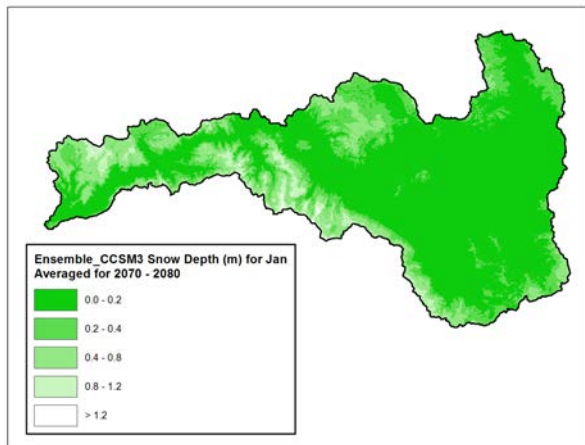 Ensemble_CCSM3 Snow Depth (m) for Jan
Averaged for 2070 - 2080
0.0 - 0.2
0.2 - 0.4
0.4 - 0.8
0.8 - 1.2
> 1.2